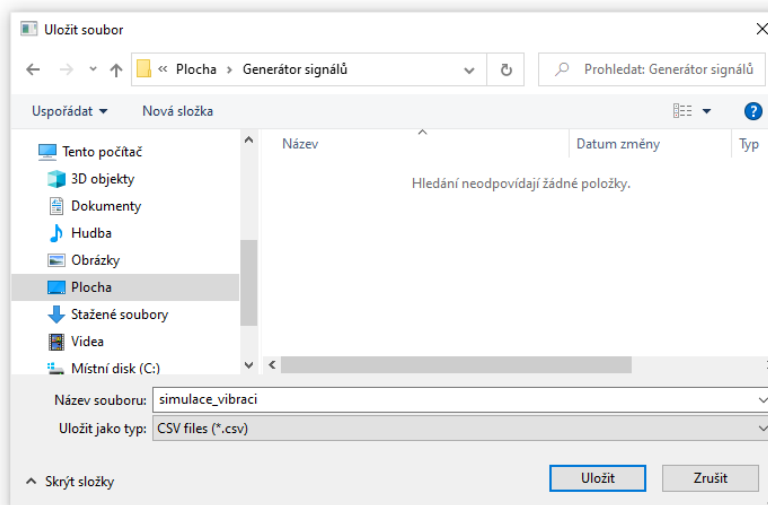 Uložit soubor
« Plocha › Generátor signálů
Prohledat: Generátor signálů
Uspořádat
Nová složka
Název
Datum změny
Typ
Hledání neodpovídají žádné položky.
Tento počítač
3D objekty
Dokumenty
Hudba
Obrázky
Plocha
Stažené soubory
Videa
Místní disk (C:)
Název souboru: simulace_vibraci
Uložit jako typ: CSV files (*.csv)
Skrýt složky
Uložit
Zrušit